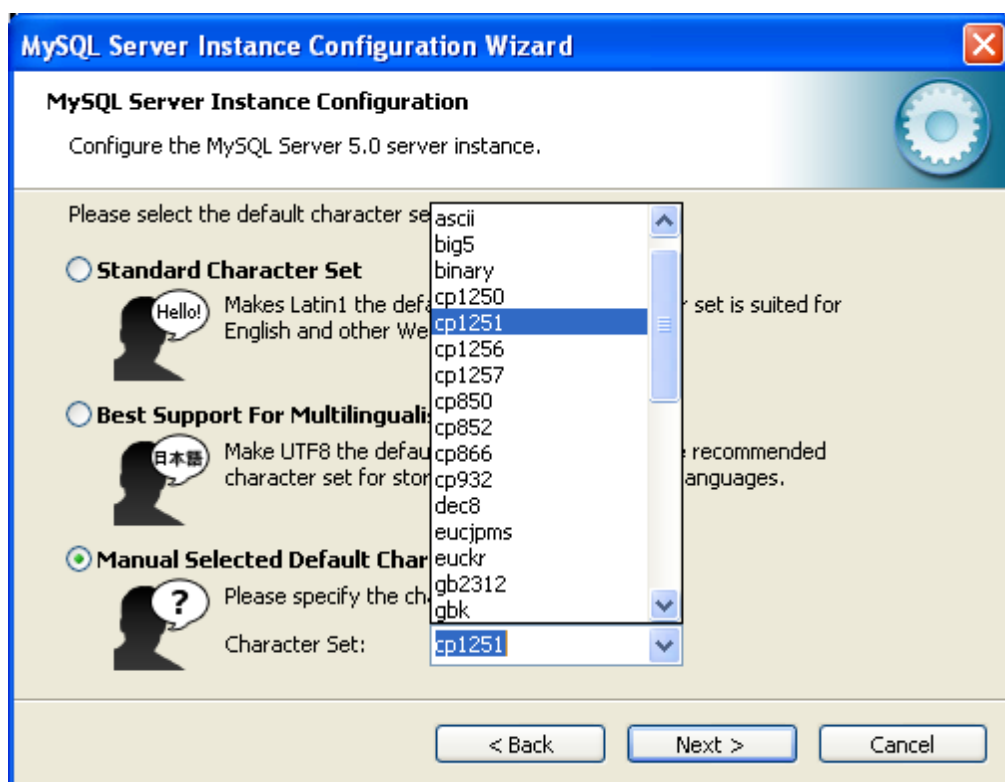 MySQL Server Instance Configuration Wizard
MySQL Server Instance Configuration
Configure the MySQL Server 5.0 server instance.
Please select the default character se
Standard Character Set
Hello!
Makes Latin1 the defa
r set is suited for
English and other We
Best Support For Multilinguali
日本語
Make UTF8 the defau
recommended
character set for stor
anguages.
Manual Selected Default Char
?
Please specify the ch
Character Set:
cp1251
ascii
big5
binary
cp1250
cp1251
cp1256
cp1257
cp850
cp852
cp866
cp932
dec8
eucjpms
euckr
gb2312
gbk
< Back
Next >
Cancel